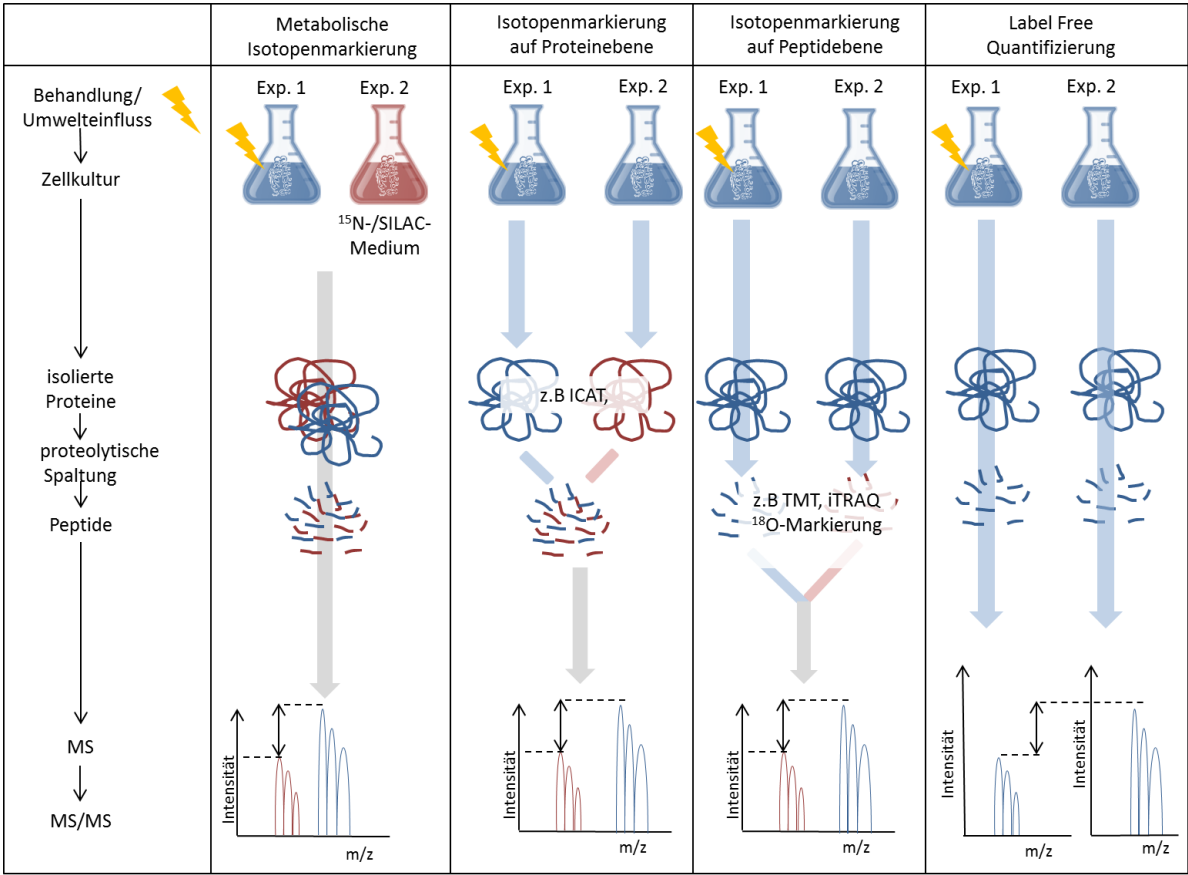 Metabolische
Isotopenmarkierung
Isotopenmarkierung
auf Proteinebene
Isotopenmarkierung
auf Peptidebene
Label Free
Quantifizierung
Behandlung/
Umwelteinfluss
Zellkultur
isolierte
Proteine
proteolytische
Spaltung
Peptide
MS
MS/MS
Exp. 1
Exp. 2
¹⁵N-/SILAC-
Medium
Intensität
m/z
Exp. 1
Exp. 2
z.B ICAT,
Intensität
m/z
Exp. 1
Exp. 2
z.B TMT, iTRAQ
¹⁸O-Markierung
Intensität
m/z
Exp. 1
Exp. 2
Intensität
m/z
Intensität
m/z